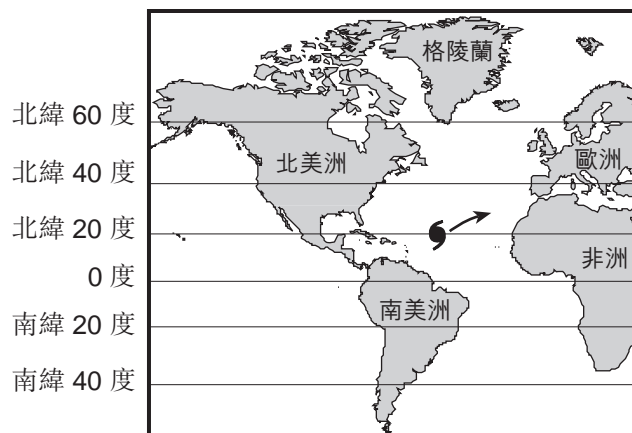 格陵蘭
北緯 60 度
北美洲
歐洲
北緯 40 度
北緯 20 度
非洲
0 度
南美洲
南緯 20 度
南緯 40 度